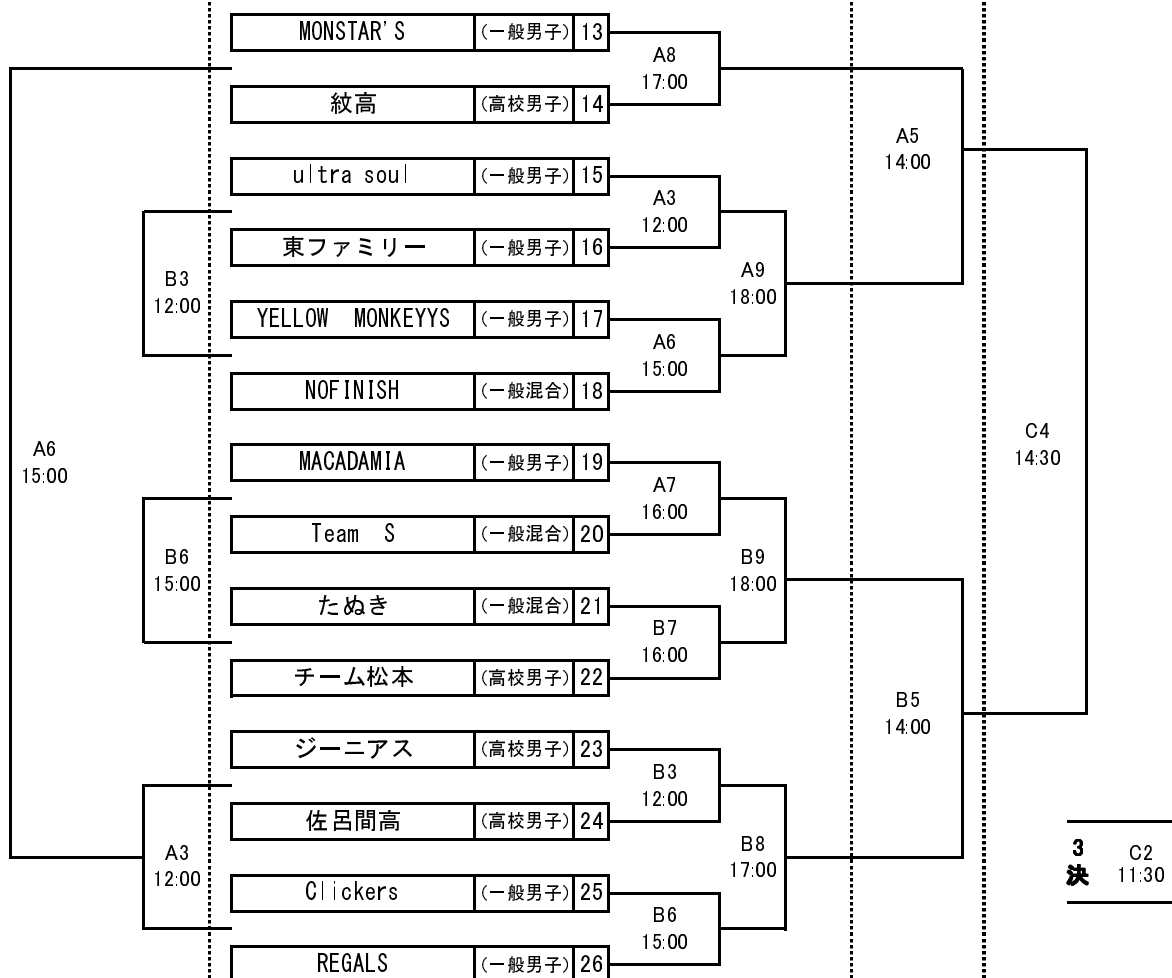 MONSTAR'S (一般男子) 13
A8
17:00
紋高 (高校男子) 14
A5
14:00
ultra soul (一般男子) 15
A3
12:00
東ファミリー (一般男子) 16
B3
12:00
A9
18:00
YELLOW MONKEYYS (一般男子) 17
A6
15:00
NOFINISH (一般混合) 18
A6
15:00
C4
14:30
MACADAMIA (一般男子) 19
A7
16:00
Team S (一般混合) 20
B6
15:00
B9
18:00
たぬき (一般混合) 21
B7
16:00
チーム松本 (高校男子) 22
B5
14:00
ジーニアス (高校男子) 23
B3
12:00
佐呂間高 (高校男子) 24
A3
12:00
B8
17:00
3決
C2
11:30
Clickers (一般男子) 25
B6
15:00
REGALS (一般男子) 26